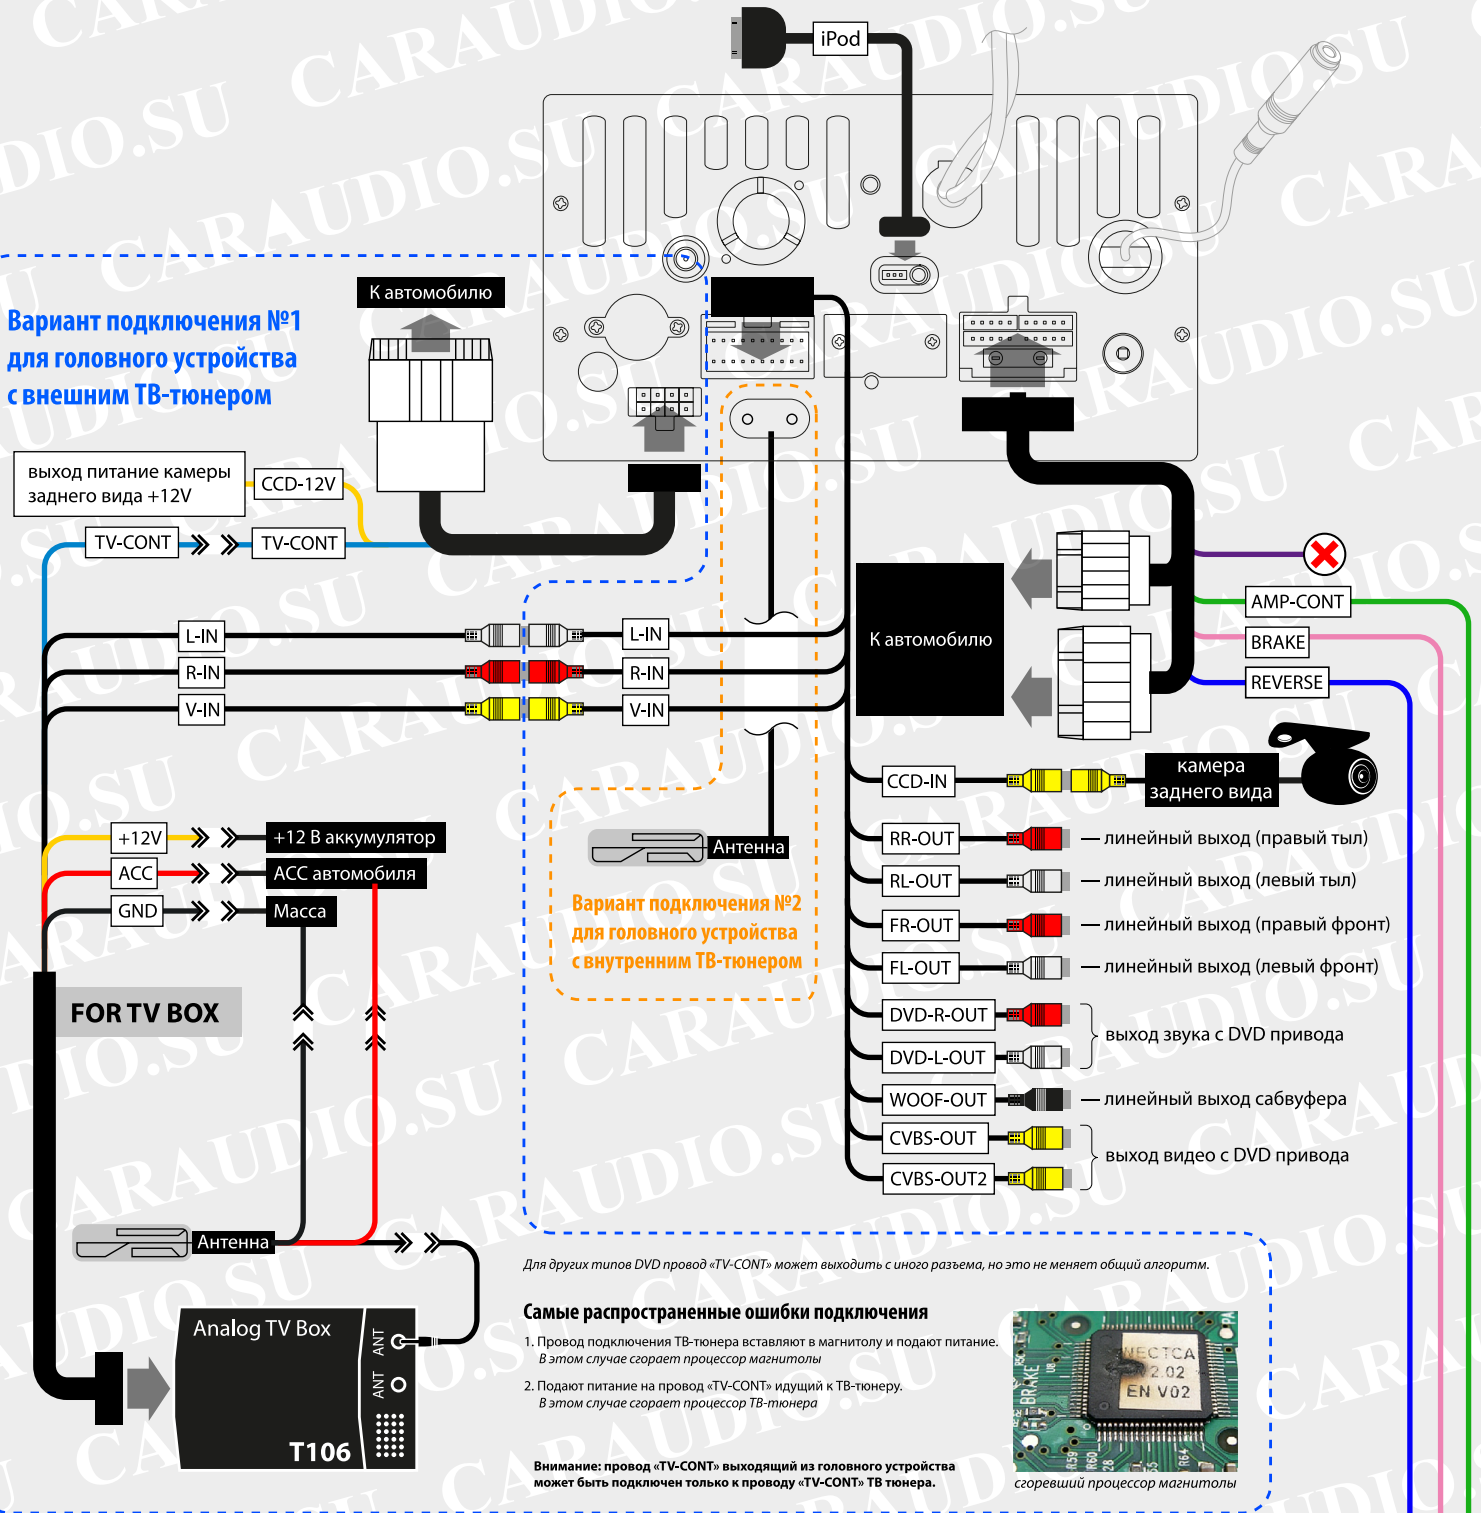 CARAUDIO.SU
iPod
К автомобилю
Вариант подключения №1
для головного устройства
с внешним ТВ-тюнером
выход питание камеры
заднего вида +12V
CCD-12V
TV-CONT
TV-CONT
L-IN
L-IN
R-IN
R-IN
V-IN
V-IN
К автомобилю
AMP-CONT
BRAKE
REVERSE
CCD-IN
камера
заднего вида
+12V
+12 В аккумулятор
ACC
ACC автомобиля
GND
Масса
Антенна
Вариант подключения №2
для головного устройства
с внутренним ТВ-тюнером
RR-OUT
— линейный выход (правый тыл)
RL-OUT
— линейный выход (левый тыл)
FR-OUT
— линейный выход (правый фронт)
FL-OUT
— линейный выход (левый фронт)
DVD-R-OUT
DVD-L-OUT
выход звука с DVD привода
WOOF-OUT
— линейный выход сабвуфера
CVBS-OUT
CVBS-OUT2
выход видео с DVD привода
FOR TV BOX
Антенна
Analog TV Box
ANT
ANT
T106
Для других типов DVD провод «TV-CONT» может выходить с иного разъема, но это не меняет общий алгоритм.
Самые распространенные ошибки подключения
1. Провод подключения ТВ-тюнера вставляют в магнитолу и подают питание.
В этом случае сгорает процессор магнитолы
2. Подают питание на провод «TV-CONT» идущий к ТВ-тюнеру.
В этом случае сгорает процессор ТВ-тюнера
Внимание: провод «TV-CONT» выходящий из головного устройства
может быть подключен только к проводу «TV-CONT» ТВ тюнера.
BRAKE
EN V02
сгоревший процессор магнитолы